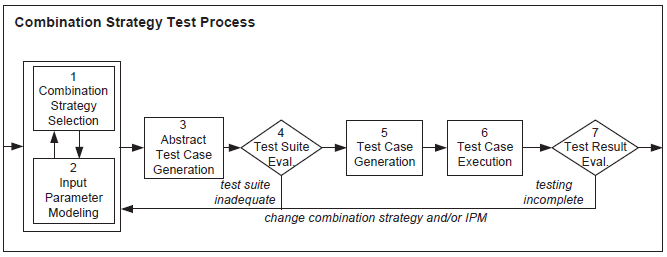 Combination Strategy Test Process
1
Combination
Strategy
Selection
2
Input
Parameter
Modeling
3
Abstract
Test Case
Generation
4
Test Suite
Eval.
test suite
inadequate
5
Test Case
Generation
6
Test Case
Execution
7
Test Result
Eval.
testing
incomplete
change combination strategy and/or IPM